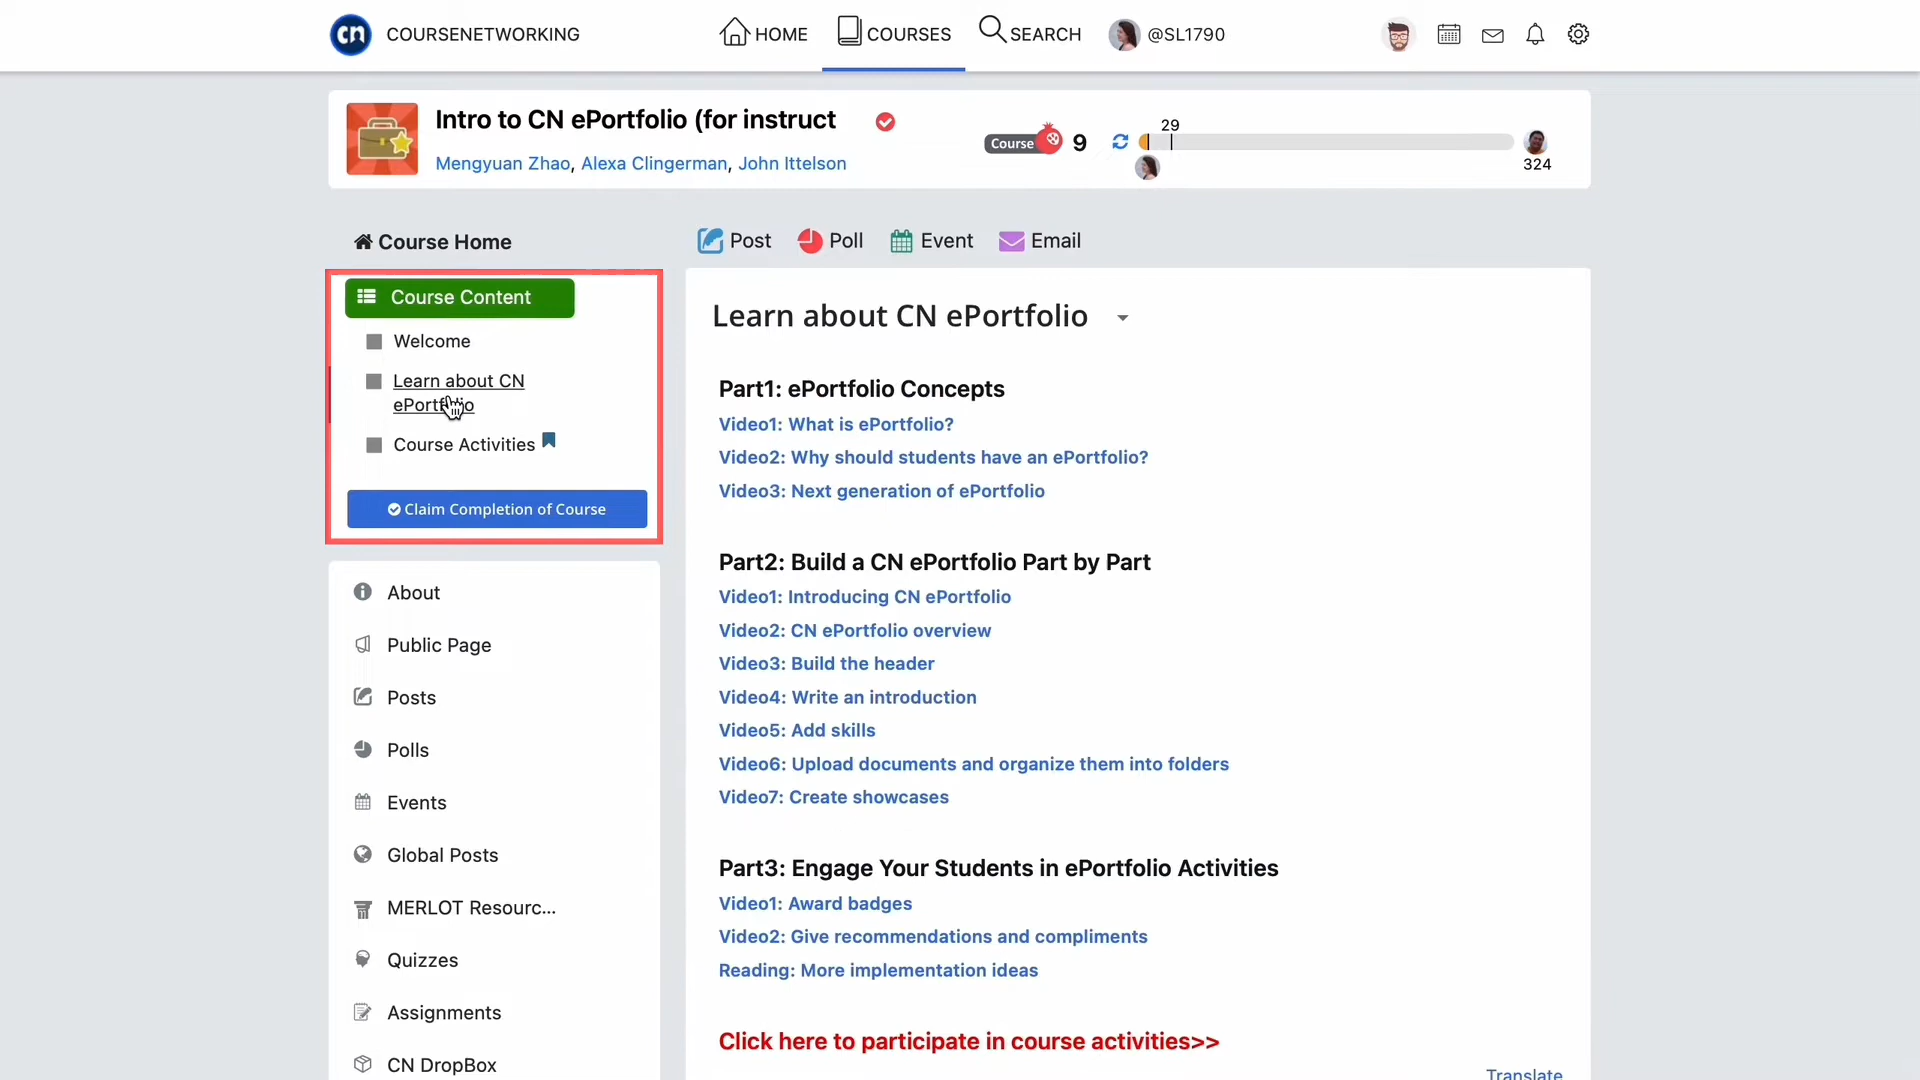 cn COURSENETWORKING HOME COURSES SEARCH @SL1790
Intro to CN ePortfolio (for instruct
Mengyuan Zhao, Alexa Clingerman, John Ittelson
Course 9 29 324
Course Home
Post Poll Event Email
Course Content
Welcome
Learn about CN
Course Activities
Claim Completion of Course
About
Public Page
Posts
Polls
Events
Global Posts
MERLOT Resourc...
Quizzes
Assignments
CN DropBox
Learn about CN ePortfolio
Part1: ePortfolio Concepts
Video1: What is ePortfolio?
Video2: Why should students have an ePortfolio?
Video3: Next generation of ePortfolio
Part2: Build a CN ePortfolio Part by Part
Video1: Introducing CN ePortfolio
Video2: CN ePortfolio overview
Video3: Build the header
Video4: Write an introduction
Video5: Add skills
Video6: Upload documents and organize them into folders
Video7: Create showcases
Part3: Engage Your Students in ePortfolio Activities
Video1: Award badges
Video2: Give recommendations and compliments
Reading: More implementation ideas
Click here to participate in course activities>>
Translate